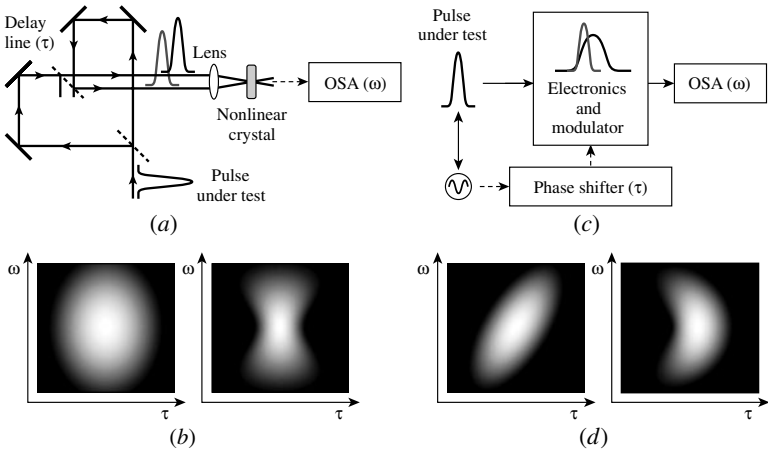 Delay
line (τ)
Lens
Nonlinear
crystal
OSA (ω)
Pulse
under test
(a)
Pulse
under test
Electronics
and
modulator
OSA (ω)
Phase shifter (τ)
(c)
ω
τ
ω
τ
(b)
ω
τ
ω
τ
(d)